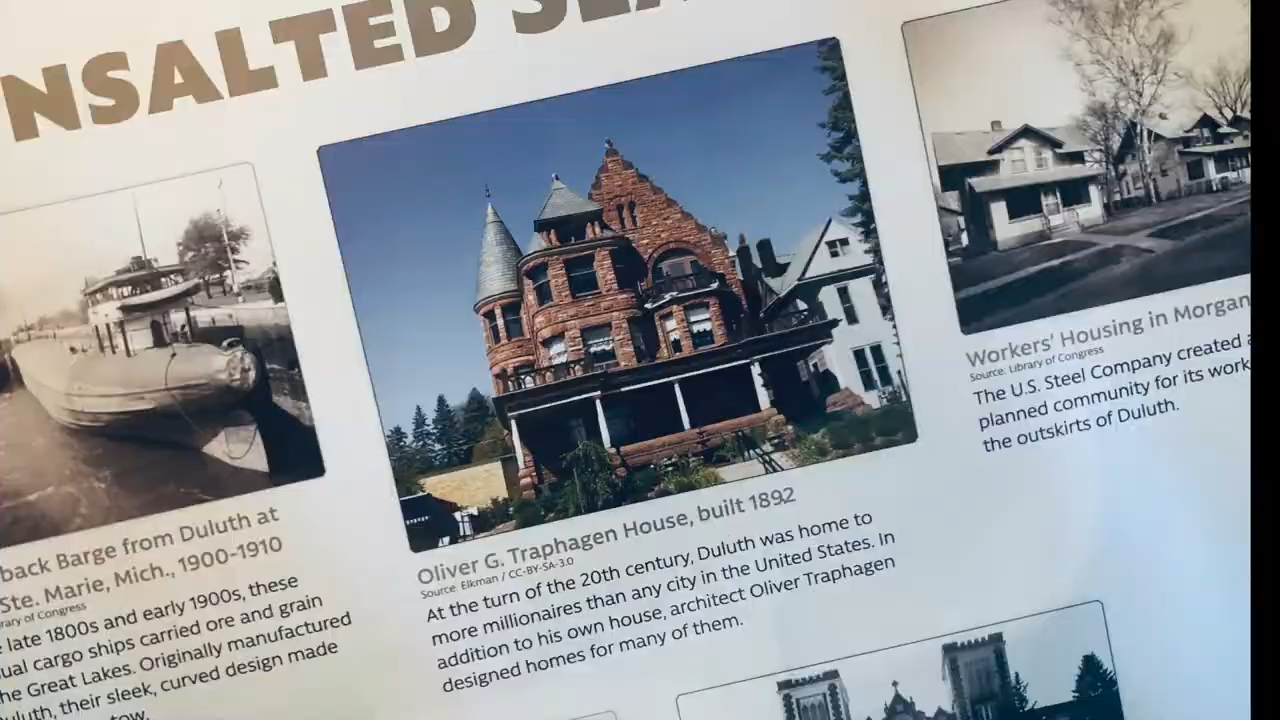 NSALTED SEA
back Barge from Duluth at
Ste. Marie, Mich., 1900-1910
rary of Congress
late 1800s and early 1900s, these
ual cargo ships carried ore and grain
he Great Lakes. Originally manufactured
uluth, their sleek, curved design made
tow.
Oliver G. Traphagen House, built 1892
Source: Elkman / CC-BY-SA-3.0
At the turn of the 20th century, Duluth was home to
more millionaires than any city in the United States. In
addition to his own house, architect Oliver Traphagen
designed homes for many of them.
Workers' Housing in Morgan
Source: Library of Congress
The U.S. Steel Company created a
planned community for its work
the outskirts of Duluth.